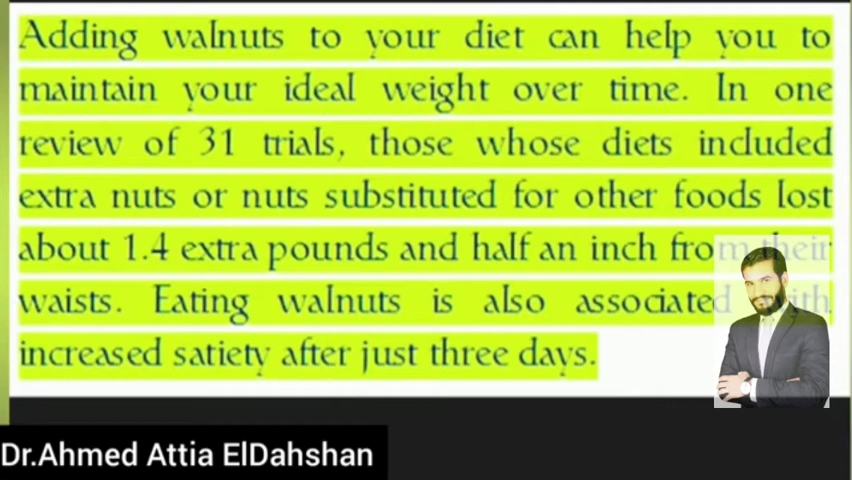 Adding walnuts to your diet can help you to
maintain your ideal weight over time. In one
review of 31 trials, those whose diets included
extra nuts or nuts substituted for other foods lost
about 1.4 extra pounds and half an inch from their
waists. Eating walnuts is also associated with
increased satiety after just three days.
Dr.Ahmed Attia ElDahshan